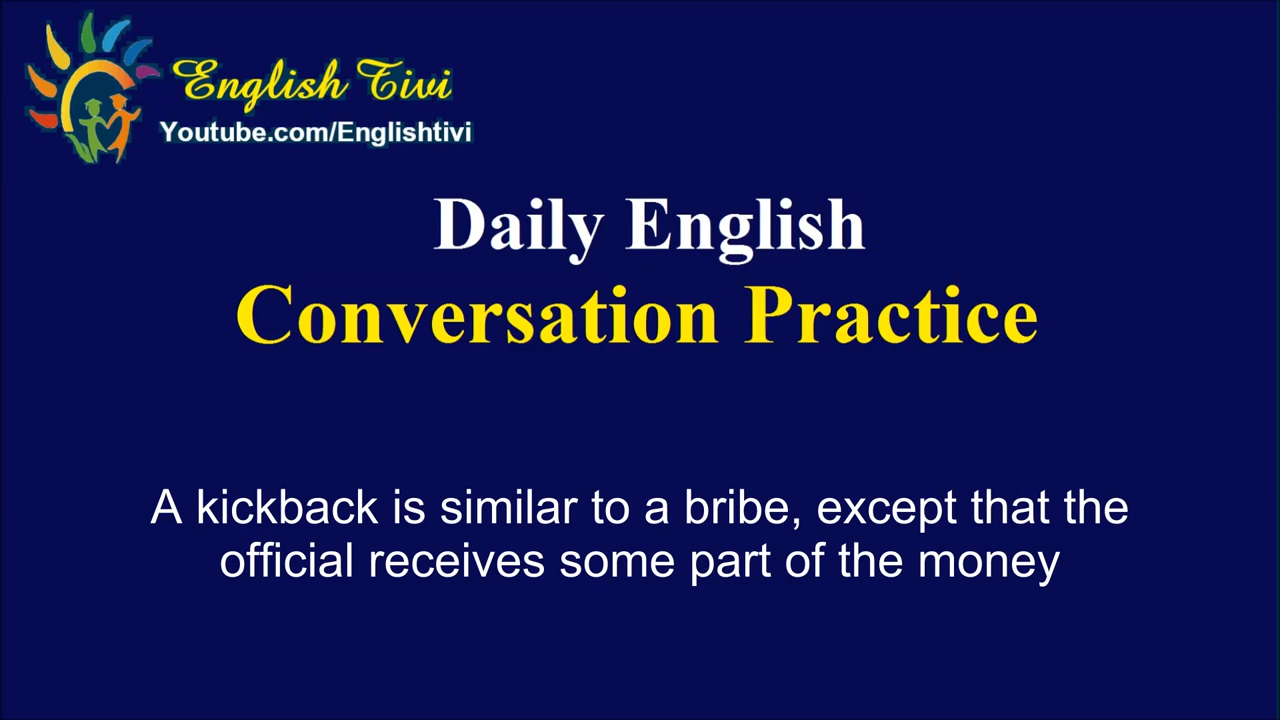 English Tivi
Youtube.com/Englishtivi
Daily English
Conversation Practice
A kickback is similar to a bribe, except that the
official receives some part of the money